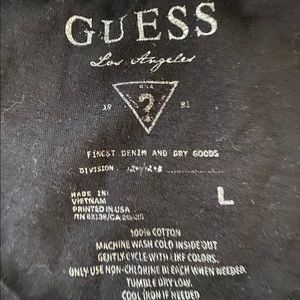 GUESS
Los Angeles
USA
?
19 81
FINEST DENIM AND DRY GOODS
DIVISION
MADE IN:
VIETNAM
PRINTED IN USA
L
100% COTTON
MACHINE WASH COLD INSIDE OUT
GENTLY CYCLE WITH LIKE COLORS.
ONLY USE NON-CHLORINE BLEACH WHEN NEEDED
TUMBLE DRY LOW.
COOL IRON IF NEEDED